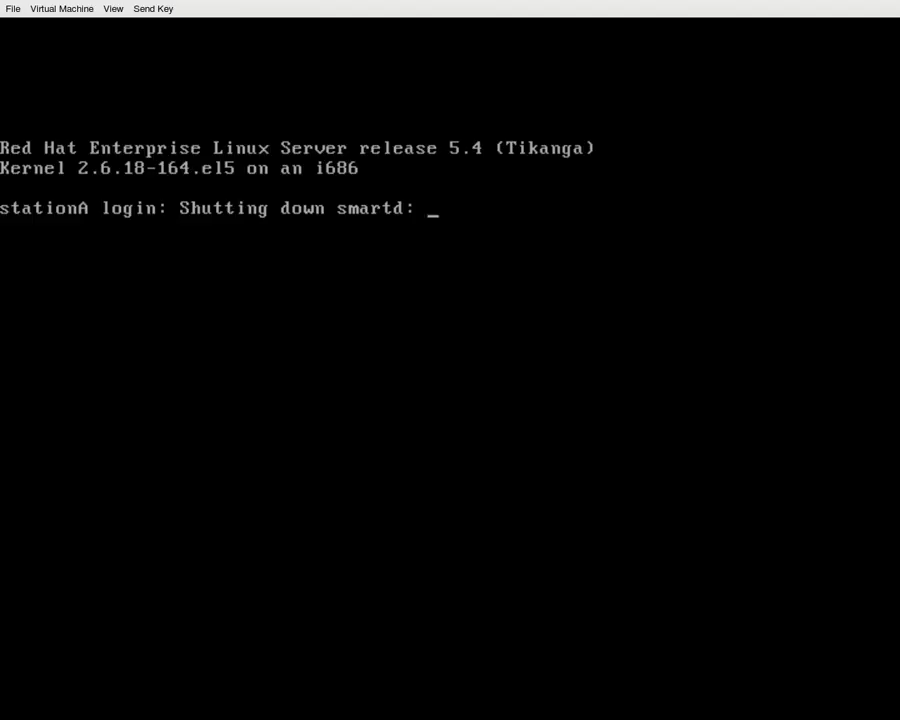 File Virtual Machine View Send Key
Red Hat Enterprise Linux Server release 5.4 (Tikanga)
Kernel 2.6.18-164.el5 on an i686
stationA login: Shutting down smartd: _